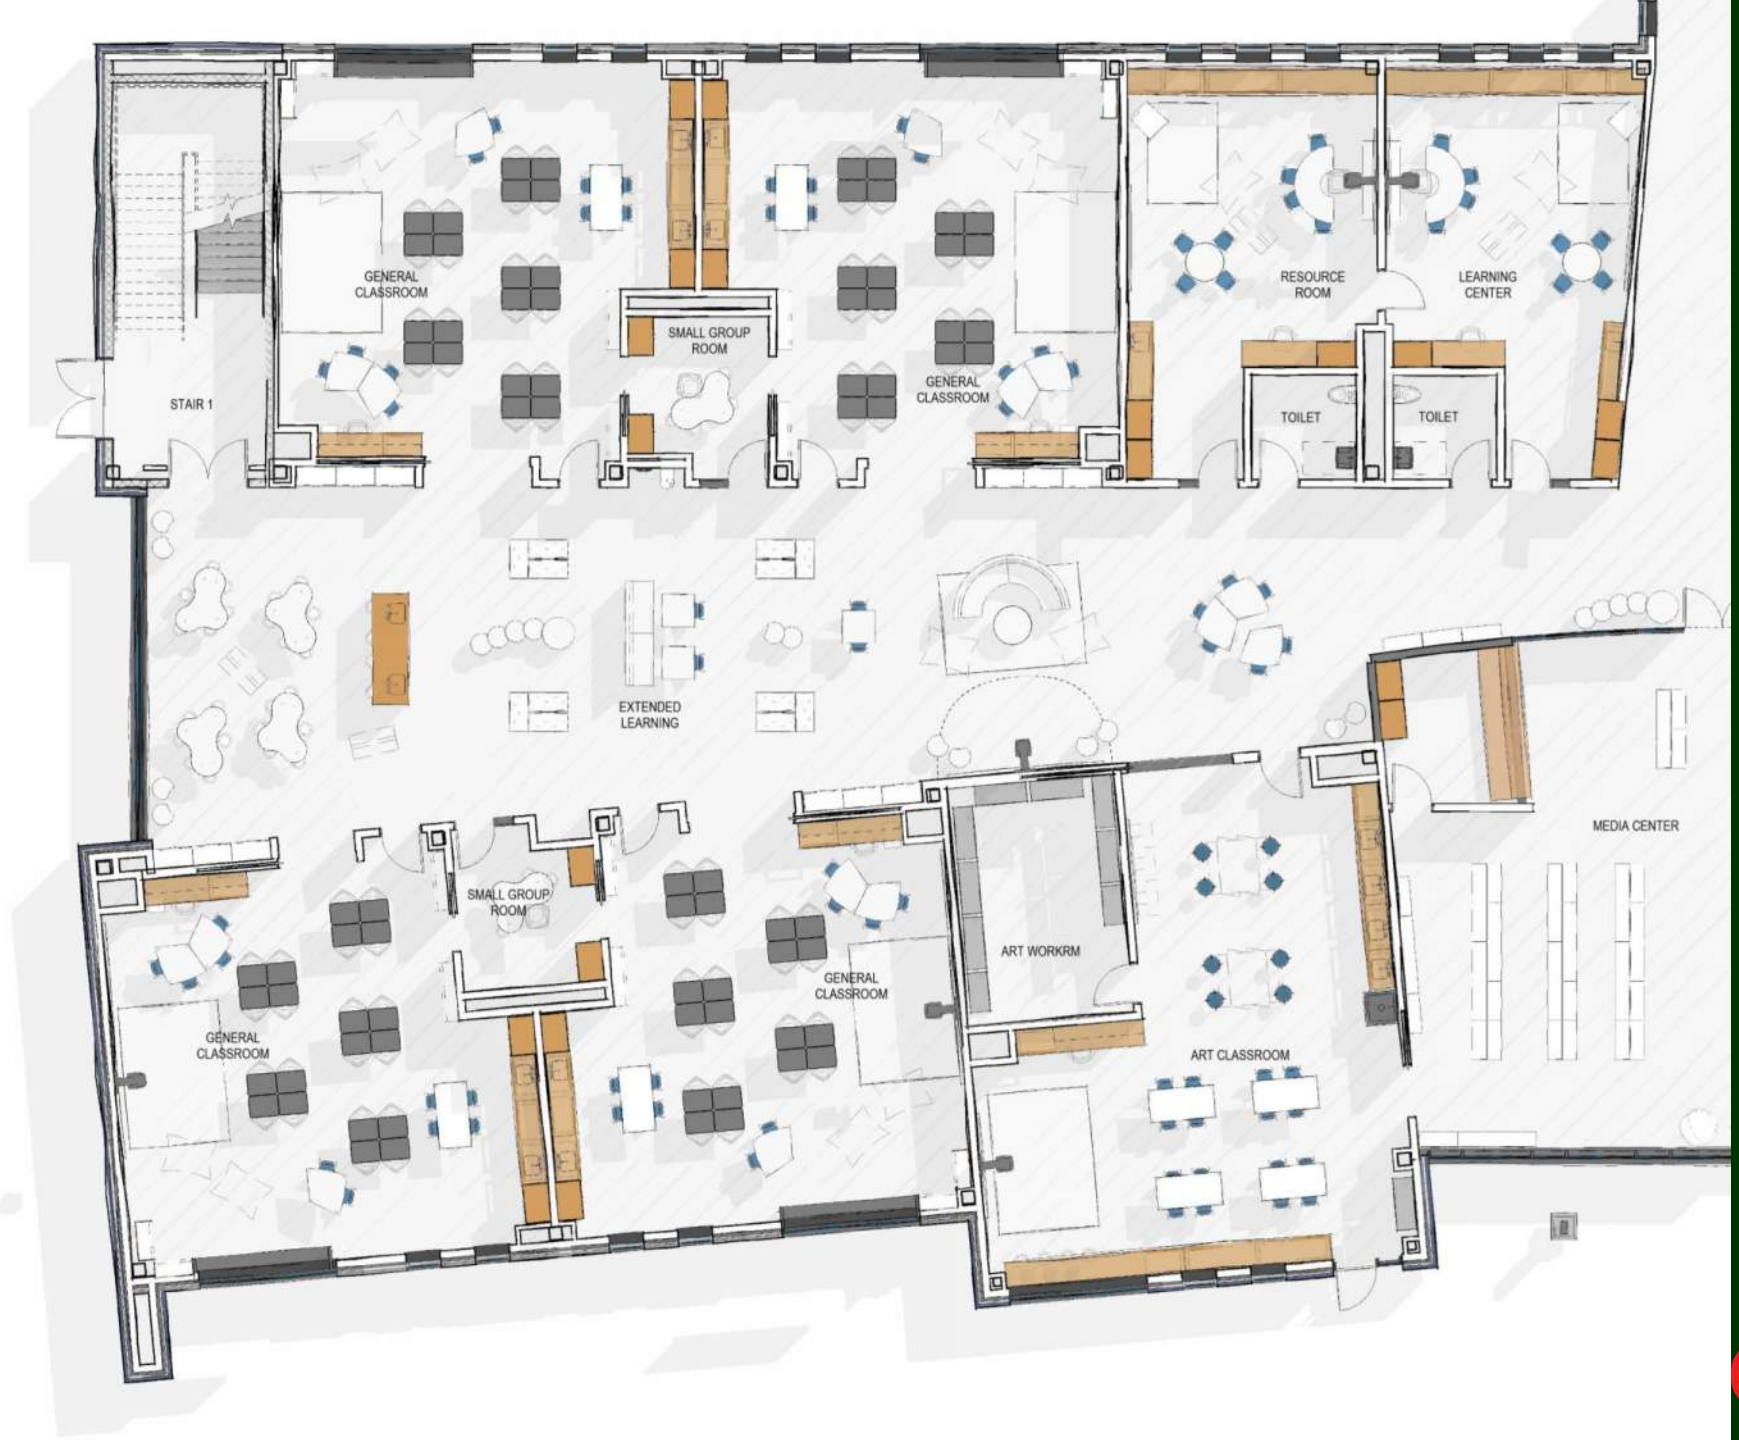 GENERAL
CLASSROOM
RESOURCE
ROOM
LEARNING
CENTER
SMALL GROUP
ROOM
GENERAL
CLASSROOM
STAIR 1
TOILET
TOILET
EXTENDED
LEARNING
MEDIA CENTER
SMALL GROUP
ROOM
ART WORKRM
GENERAL
CLASSROOM
GENERAL
CLASSROOM
ART CLASSROOM